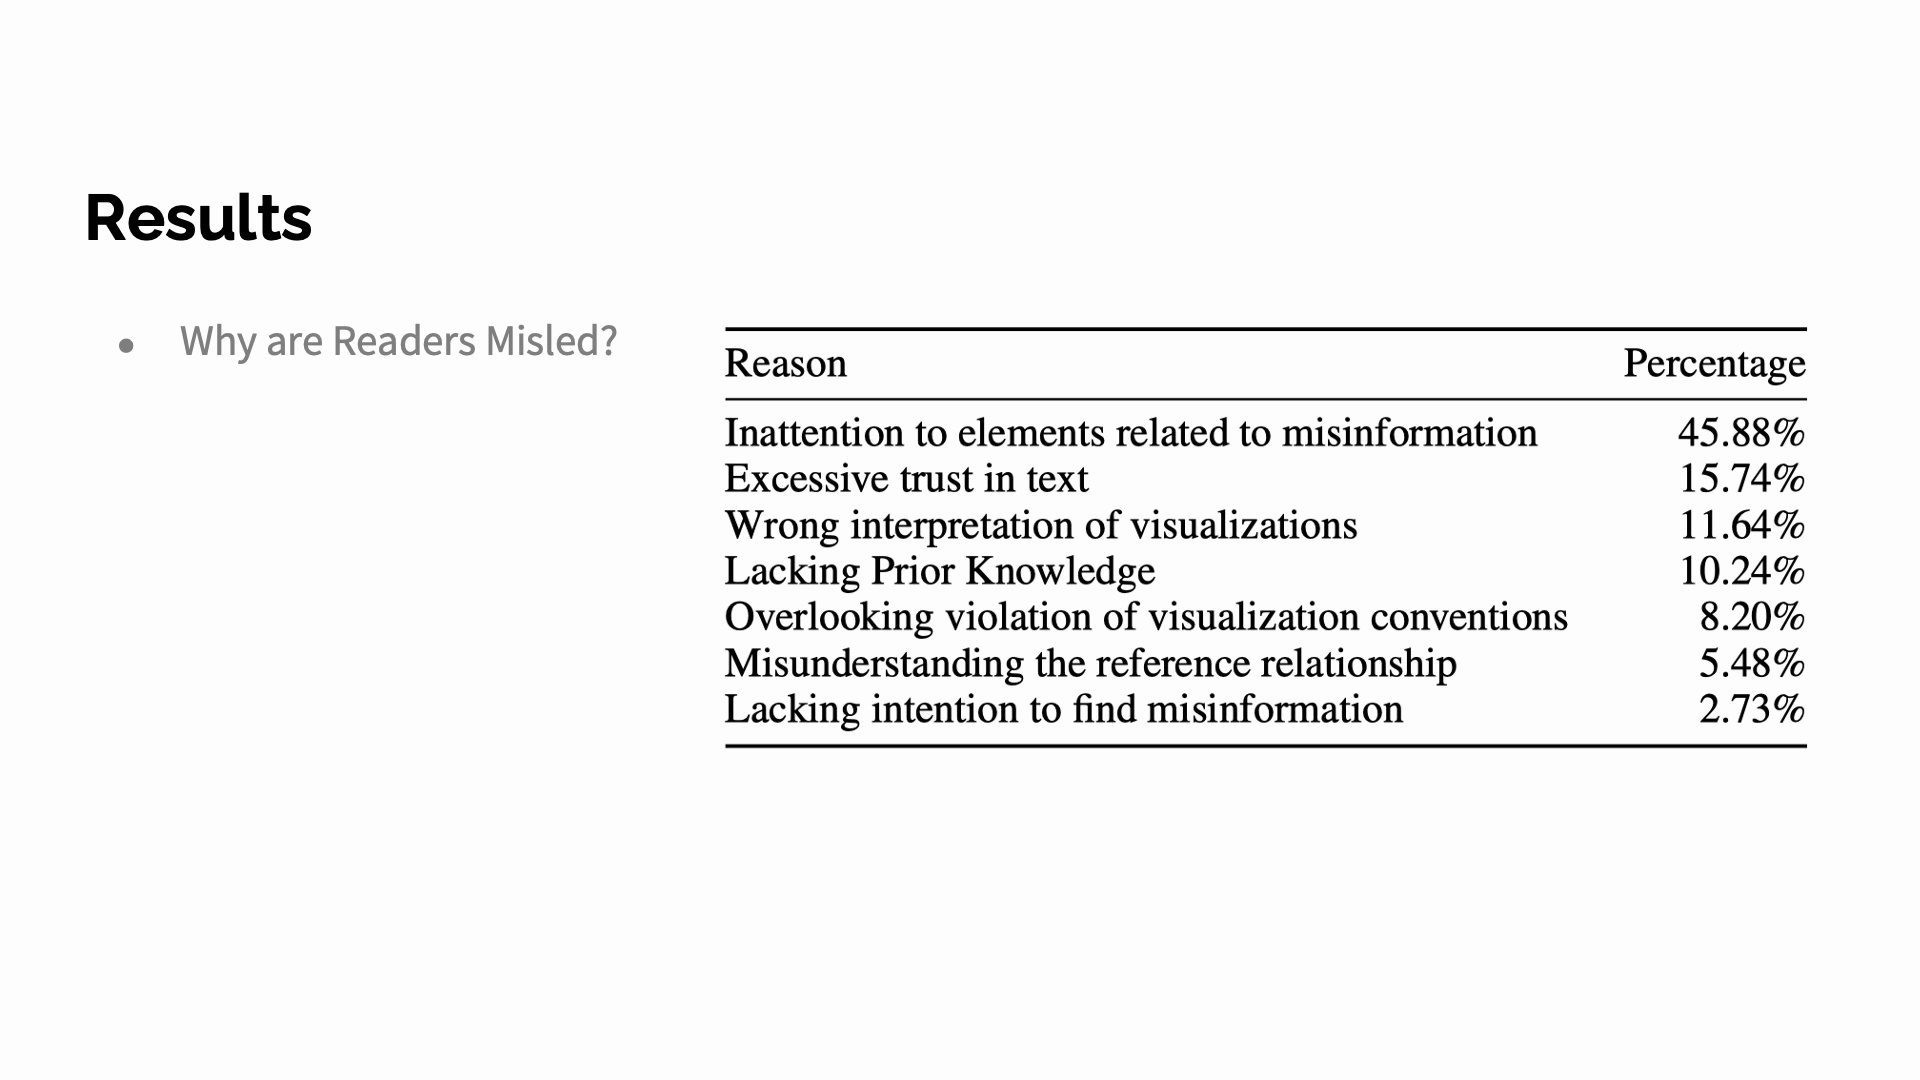 Results
● Why are Readers Misled?
Reason Percentage
Inattention to elements related to misinformation 45.88%
Excessive trust in text 15.74%
Wrong interpretation of visualizations 11.64%
Lacking Prior Knowledge 10.24%
Overlooking violation of visualization conventions 8.20%
Misunderstanding the reference relationship 5.48%
Lacking intention to find misinformation 2.73%